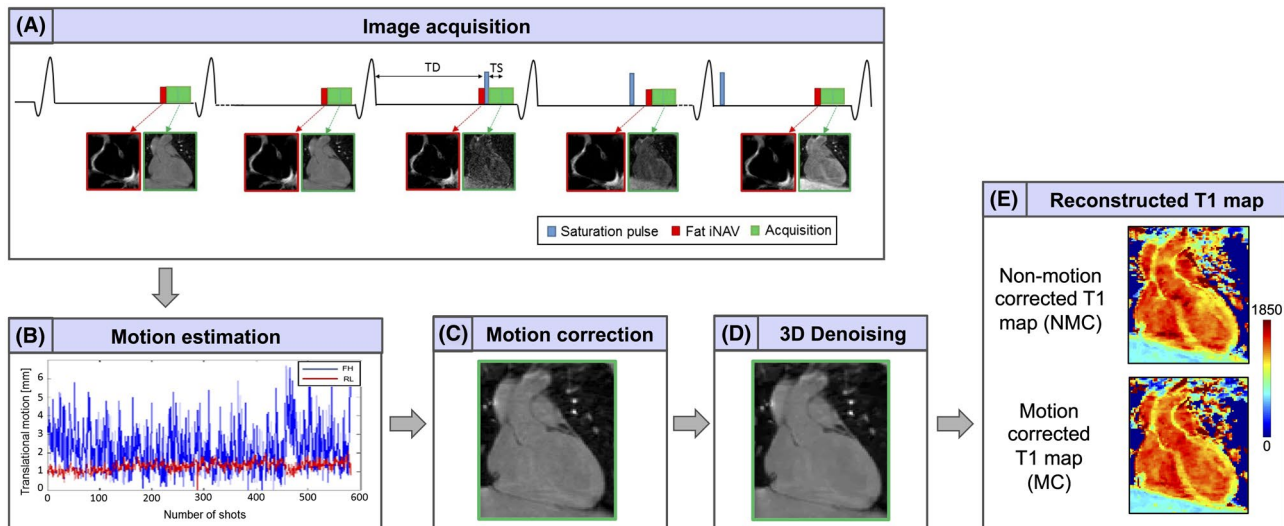 (A)
Image acquisition
TD
TS
Saturation pulse
Fat iNAV
Acquisition
(B)
Motion estimation
FH
RL
Translational motion [mm]
6
5
4
3
2
1
0
0 100 200 300 400 500 600
Number of shots
(C)
Motion correction
(D)
3D Denoising
(E)
Reconstructed T1 map
Non-motion
corrected T1
map (NMC)
1850
0
Motion
corrected
T1 map
(MC)